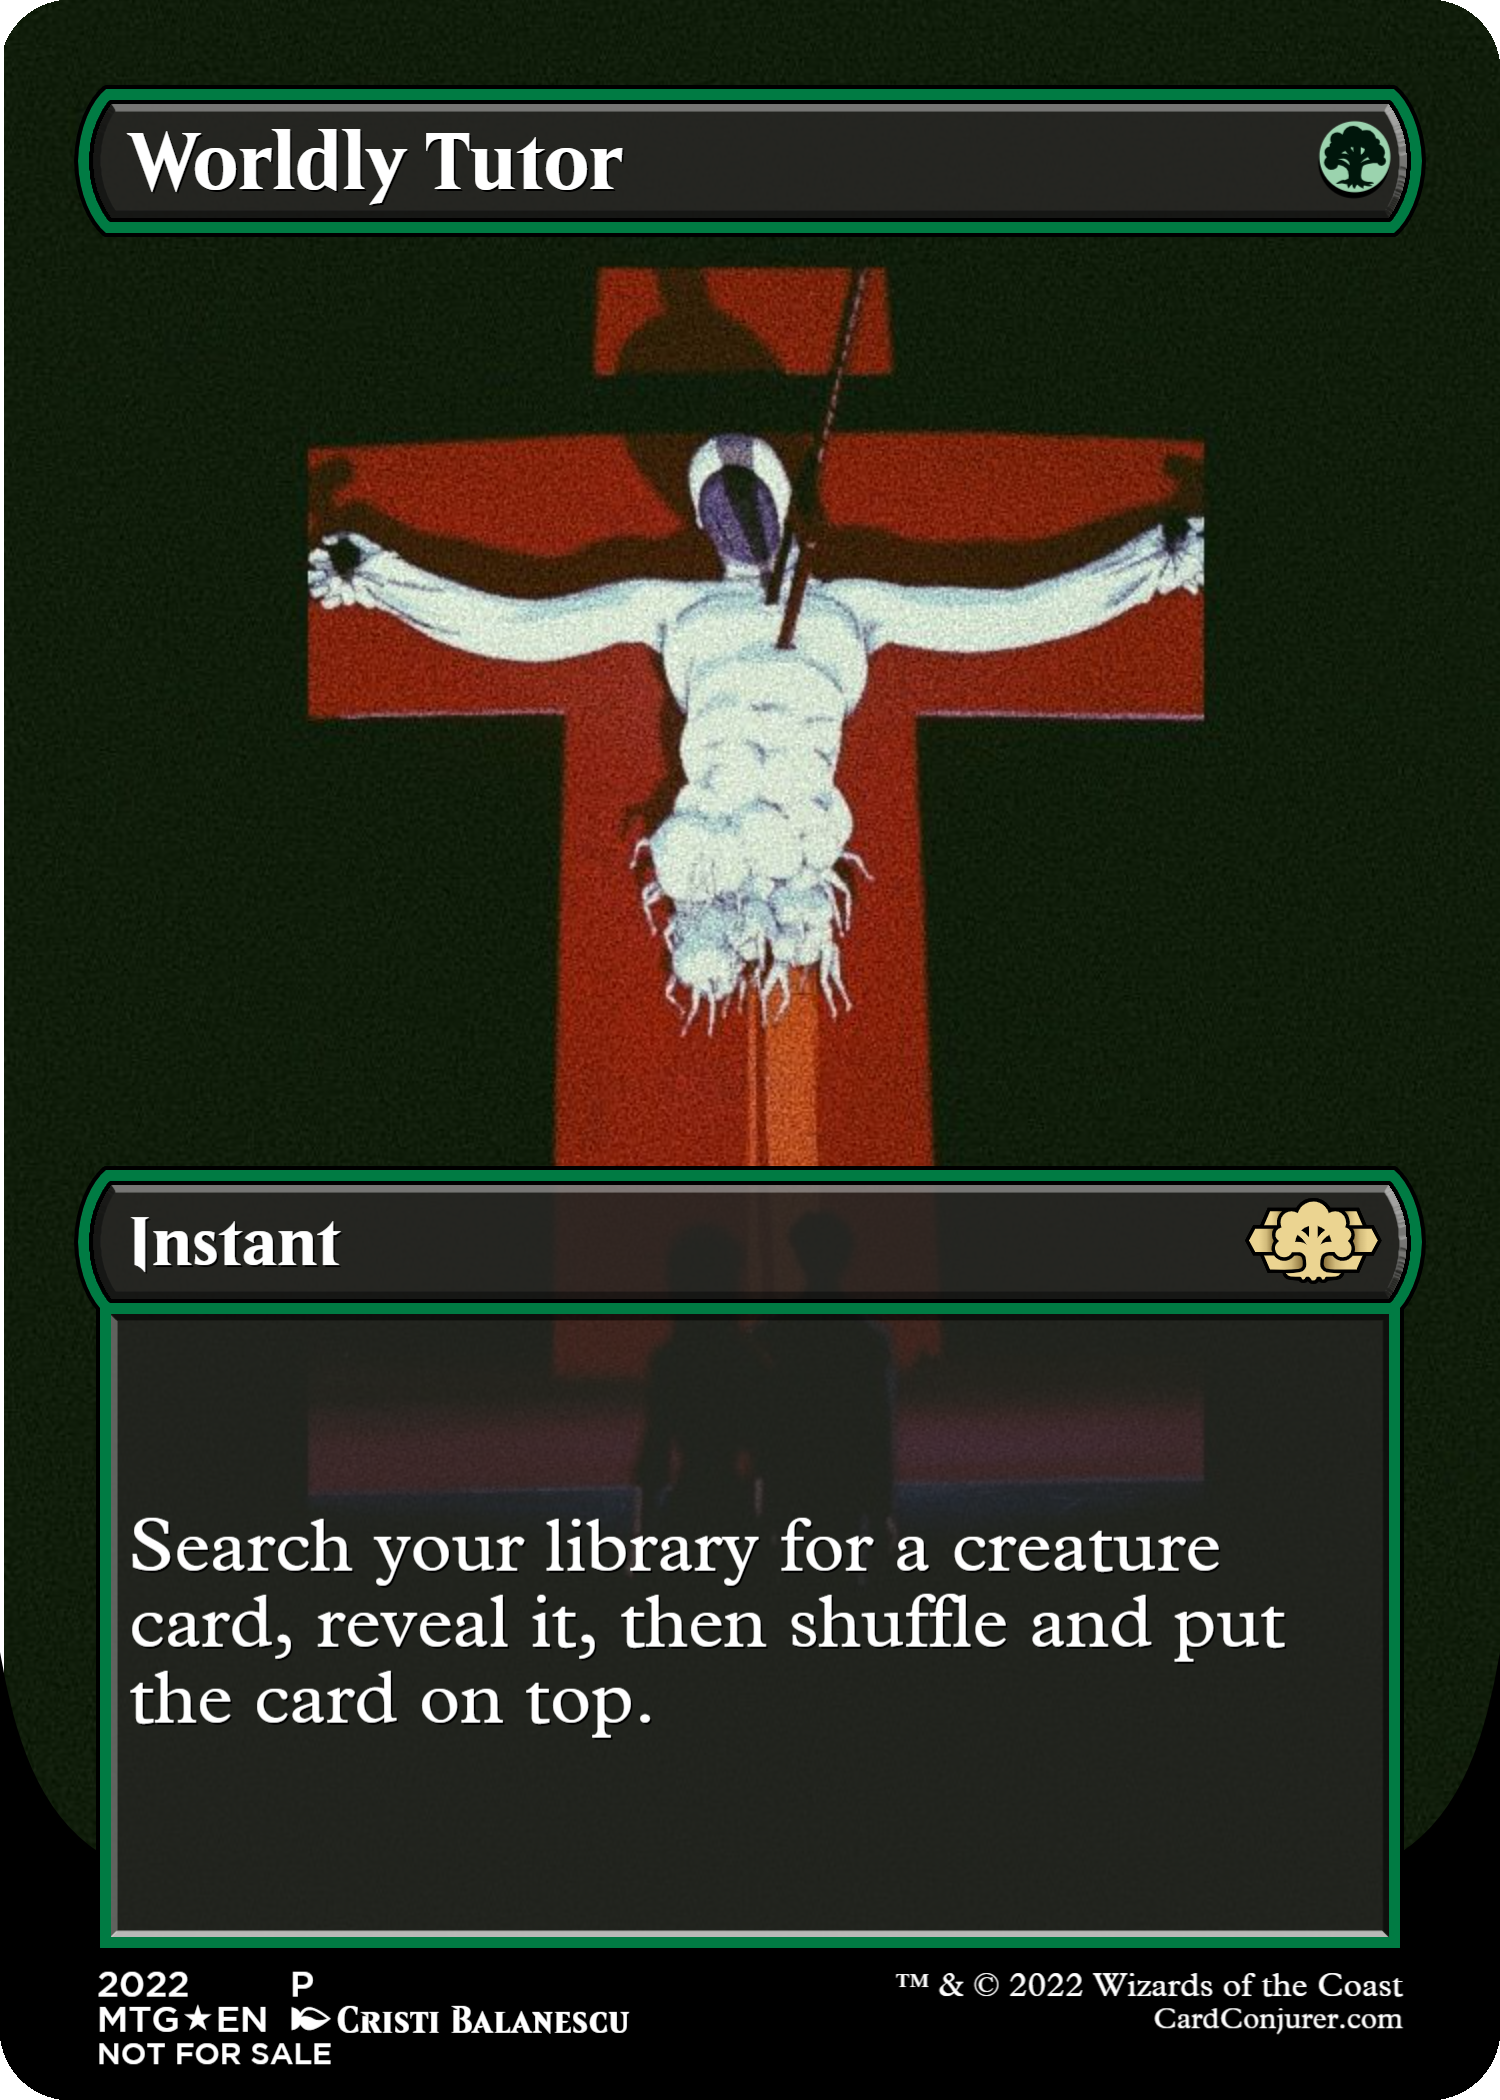 Worldly Tutor
Instant
Search your library for a creature
card, reveal it, then shuffle and put
the card on top.
2022 P
MTG★EN Cristi Balanescu
NOT FOR SALE
™ & © 2022 Wizards of the Coast
CardConjurer.com